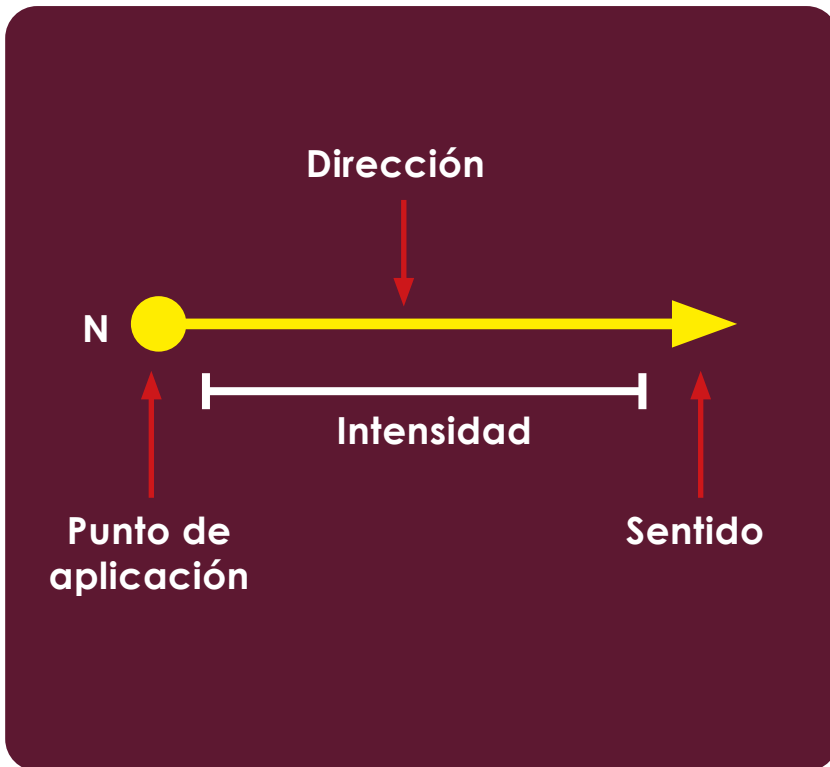 Dirección
N
Intensidad
Punto de
aplicación
Sentido